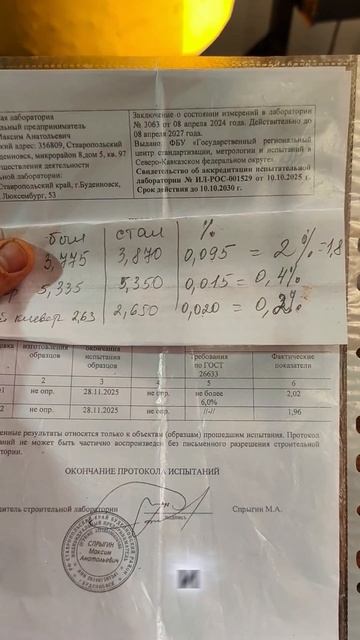 ая лаборатория
льный предприниматель
Максим Анатольевич
кий адрес: 356809, Ставропольский
денновск, микрорайон 8,дом 5, кв. 97
ществления деятельности
ной лаборатории:
Ставропольский край, г.Буденновск,
Люксембург, 53
Заключение о состоянии измерений в лаборатории
№ 3063 от 08 апреля 2024 года. Действительно до
08 апреля 2027 года.
Выдано: ФБУ «Государственный региональный
центр стандартизации, метрологии и испытаний в
Северо-Кавказском федеральном округе».
Свидетельство об аккредитации испытательной
лаборатории № ИЛ-РОС-001529 от 10.10.2025 г.
Срок действия до 10.10.2030 г.
был стал %
3,775 3,870 0,095 = 2% =1,8
5,335 5,350 0,015 = 0,4%
клевер 2,63 2,650 0,020 =
изготовления образцов окончания испытания образцов Требования по ГОСТ 26633 Фактические показатели
2 3 4 5 6
не опр. 28.11.2025 не опр. не более 6,0% 2,02
2 не опр. 28.11.2025 не опр. -//- 1,96
енные результаты относятся только к объектам (образцам) прошедшим испытания. Протокол
аний не может быть частично воспроизведен без письменного разрешения строительной
тории.
ОКОНЧАНИЕ ПРОТОКОЛА ИСПЫТАНИЙ
дитель строительной лаборатории подпись Спрыгин М.А.
СПРЫГИН
Максим
Анатольевич